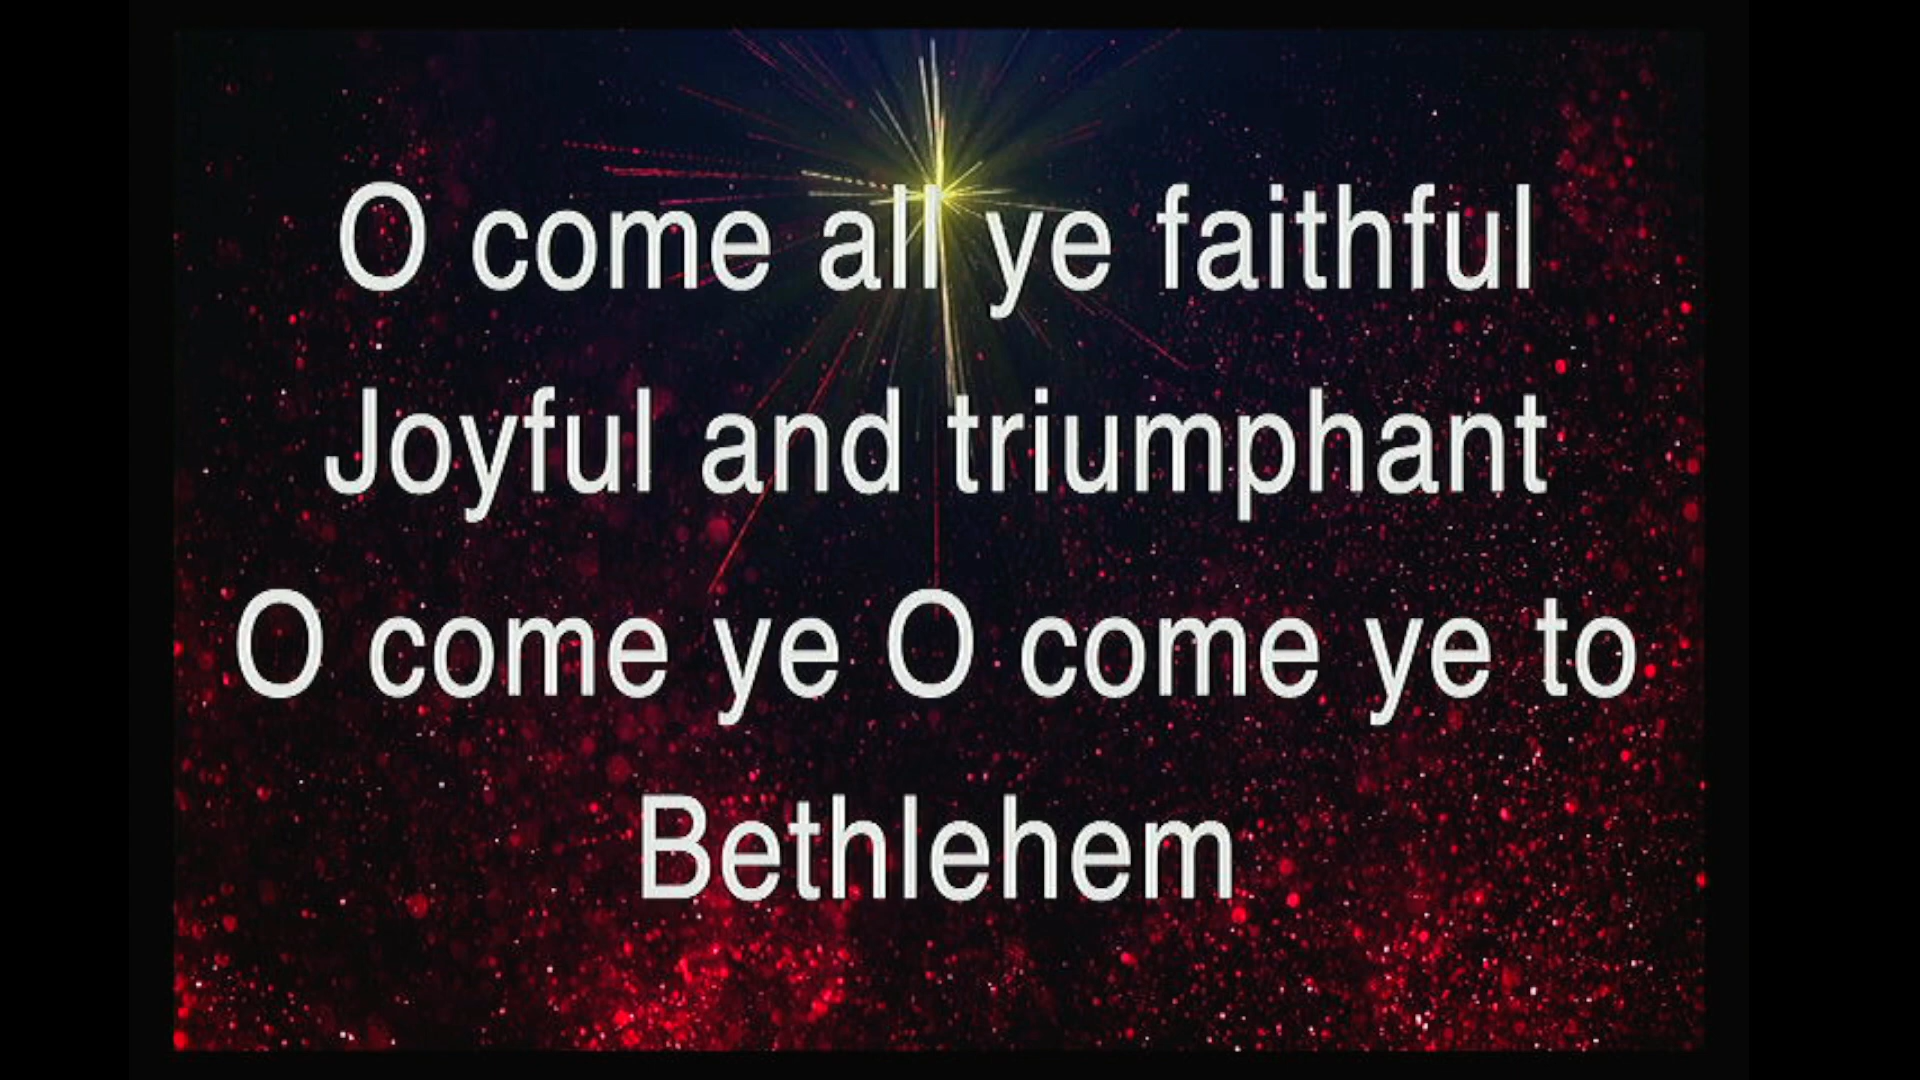 O come all ye faithful
Joyful and triumphant
O come ye O come ye to
Bethlehem